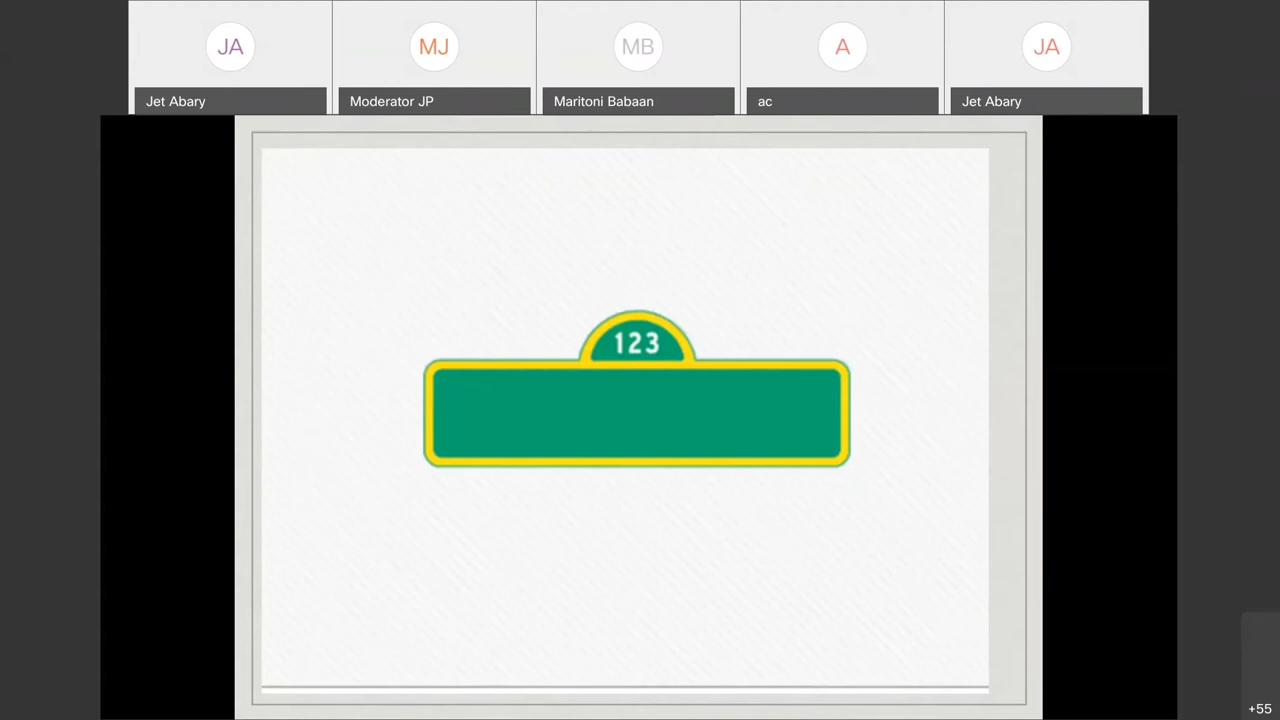 JA
MJ
MB
A
JA
Jet Abary
Moderator JP
Maritoni Babaan
ac
Jet Abary
123
+55